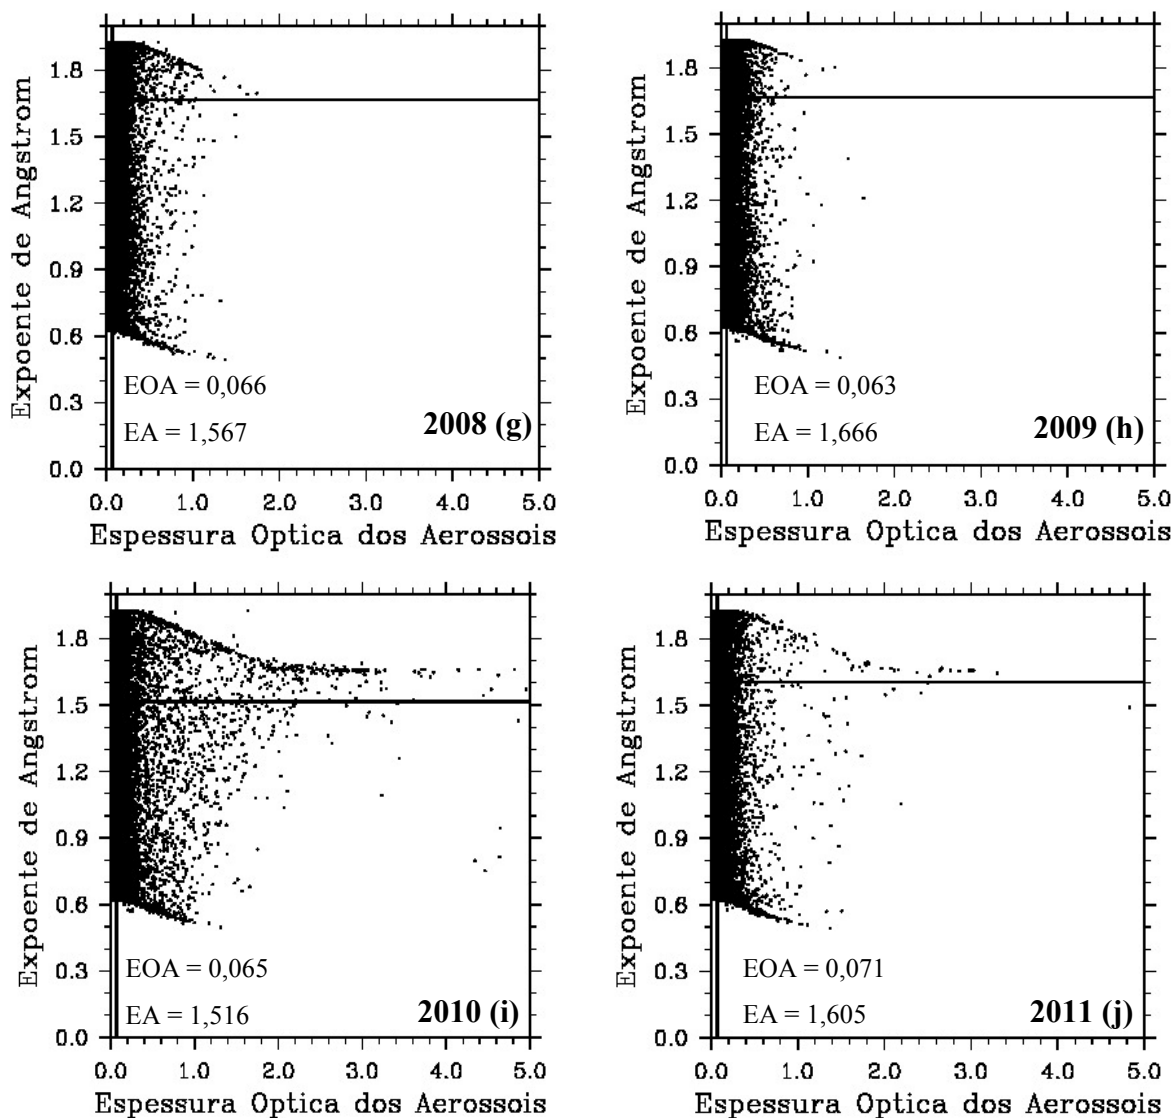 Expoente de Angstrom
1.8
1.5
1.2
0.9
0.6
0.3
0.0
EOA = 0,066
EA = 1,567
2008 (g)
0.0 1.0 2.0 3.0 4.0 5.0
Espessura Optica dos Aerossois
Expoente de Angstrom
1.8
1.5
1.2
0.9
0.6
0.3
0.0
EOA = 0,063
EA = 1,666
2009 (h)
0.0 1.0 2.0 3.0 4.0 5.0
Espessura Optica dos Aerossois
Expoente de Angstrom
1.8
1.5
1.2
0.9
0.6
0.3
0.0
EOA = 0,065
EA = 1,516
2010 (i)
0.0 1.0 2.0 3.0 4.0 5.0
Espessura Optica dos Aerossois
Expoente de Angstrom
1.8
1.5
1.2
0.9
0.6
0.3
0.0
EOA = 0,071
EA = 1,605
2011 (j)
0.0 1.0 2.0 3.0 4.0 5.0
Espessura Optica dos Aerossois